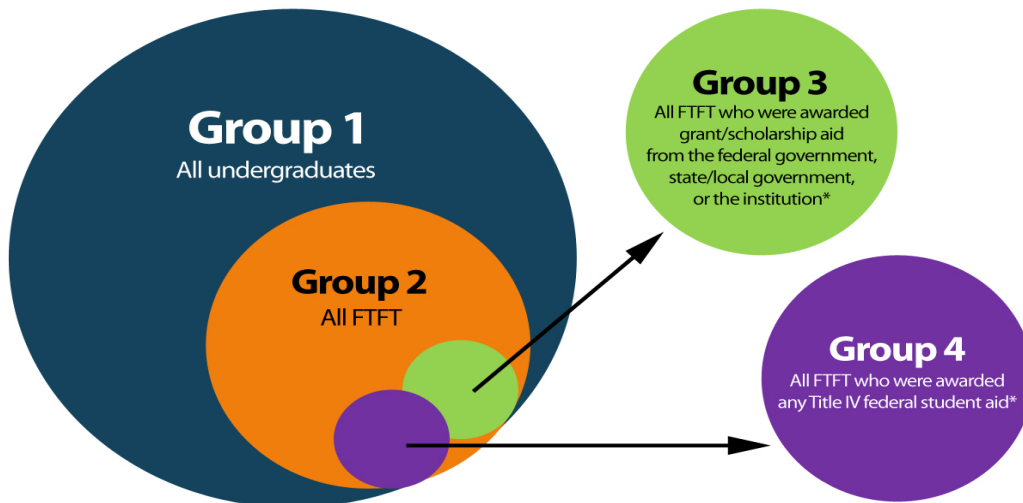 Group 1
All undergraduates
Group 2
All FTFT
Group 3
All FTFT who were awarded
grant/scholarship aid
from the federal government,
state/local government,
or the institution*
Group 4
All FTFT who were awarded
any Title IV federal student aid*